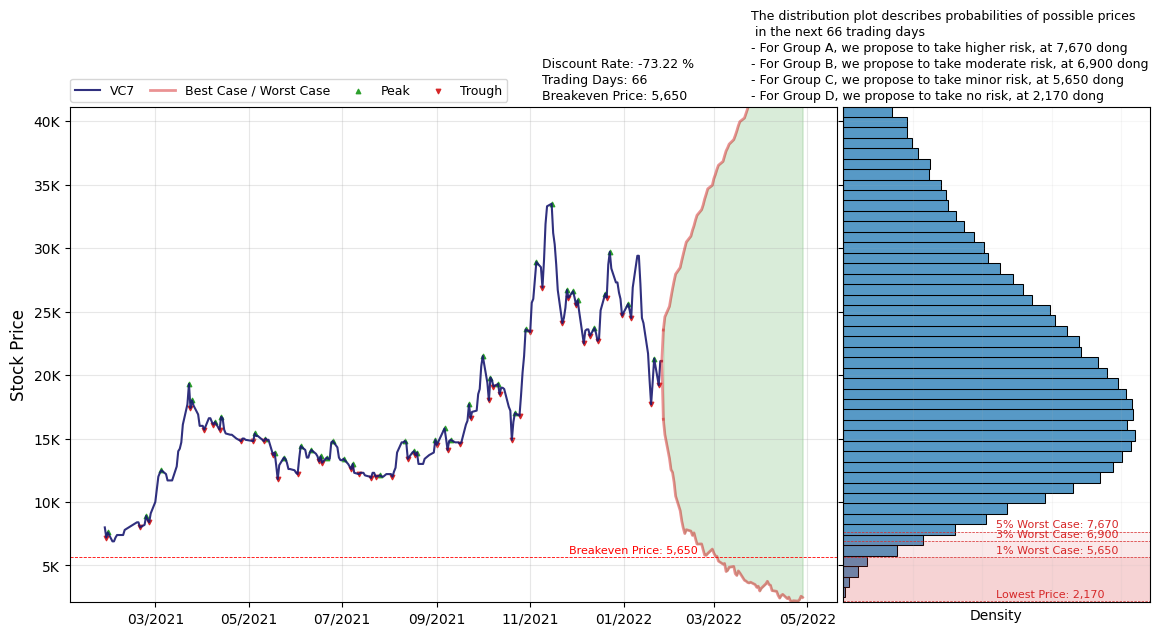 The distribution plot describes probabilities of possible prices
in the next 66 trading days
- For Group A, we propose to take higher risk, at 7,670 dong
- For Group B, we propose to take moderate risk, at 6,900 dong
- For Group C, we propose to take minor risk, at 5,650 dong
- For Group D, we propose to take no risk, at 2,170 dong
Discount Rate: -73.22 %
Trading Days: 66
Breakeven Price: 5,650
VC7 Best Case / Worst Case Peak Trough
40K
35K
30K
25K
20K
15K
10K
5K
Stock Price
Breakeven Price: 5,650
5% Worst Case: 7,670
3% Worst Case: 6,900
1% Worst Case: 5,650
Lowest Price: 2,170
03/2021 05/2021 07/2021 09/2021 11/2021 01/2022 03/2022 05/2022
Density